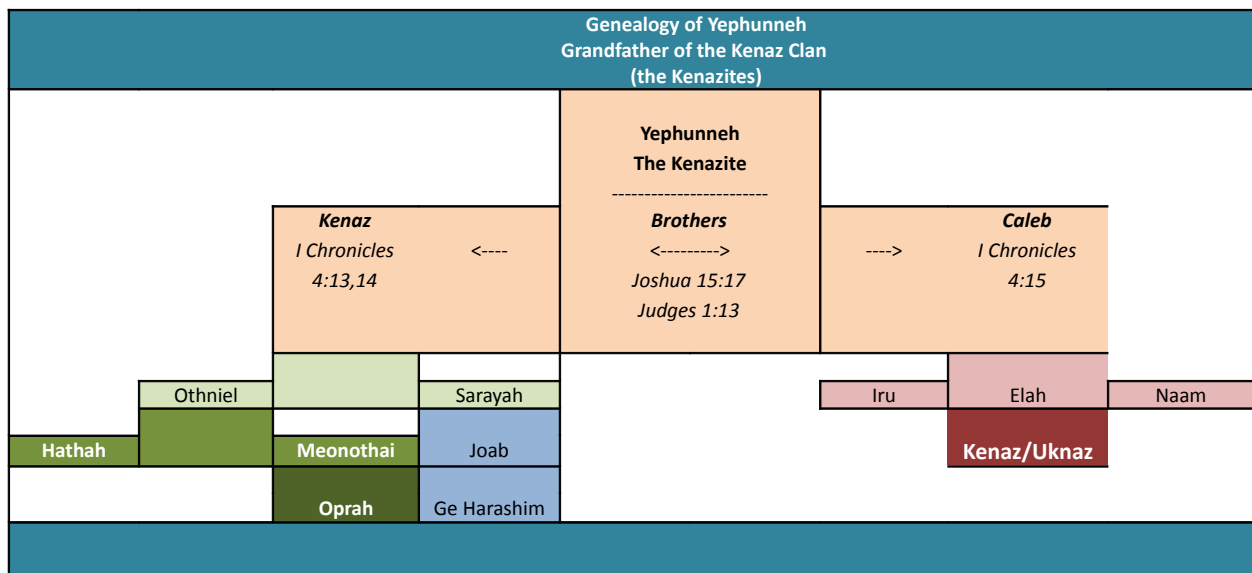 Genealogy of Yephunneh
Grandfather of the Kenaz Clan
(the Kenazites)
Yephunneh
The Kenazite
------------------------
Kenaz
I Chronicles
4:13,14
<----
Brothers
<--------->
Joshua 15:17
Judges 1:13
---->
Caleb
I Chronicles
4:15
Othniel
Sarayah
Iru
Elah
Naam
Hathah
Meonothai
Joab
Kenaz/Uknaz
Oprah
Ge Harashim